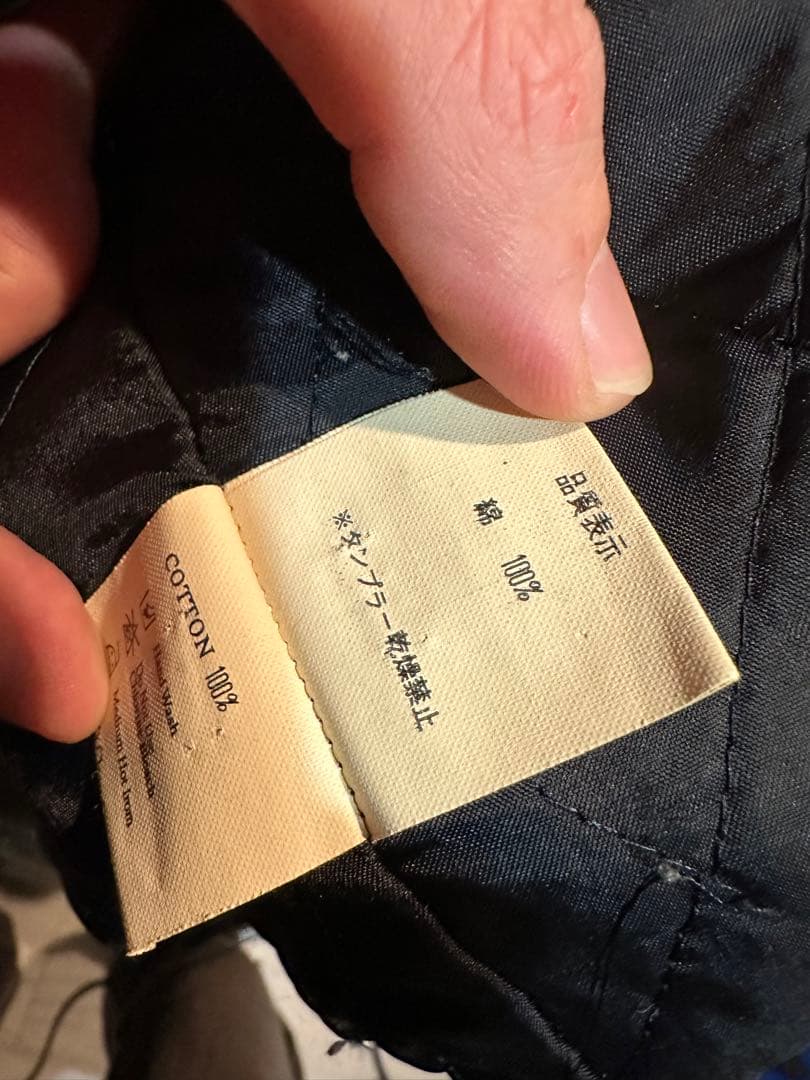 品質表示
綿 100%
※タンブラー乾燥禁止
COTTON 100%
Hand Wash
Medium Hot Iron